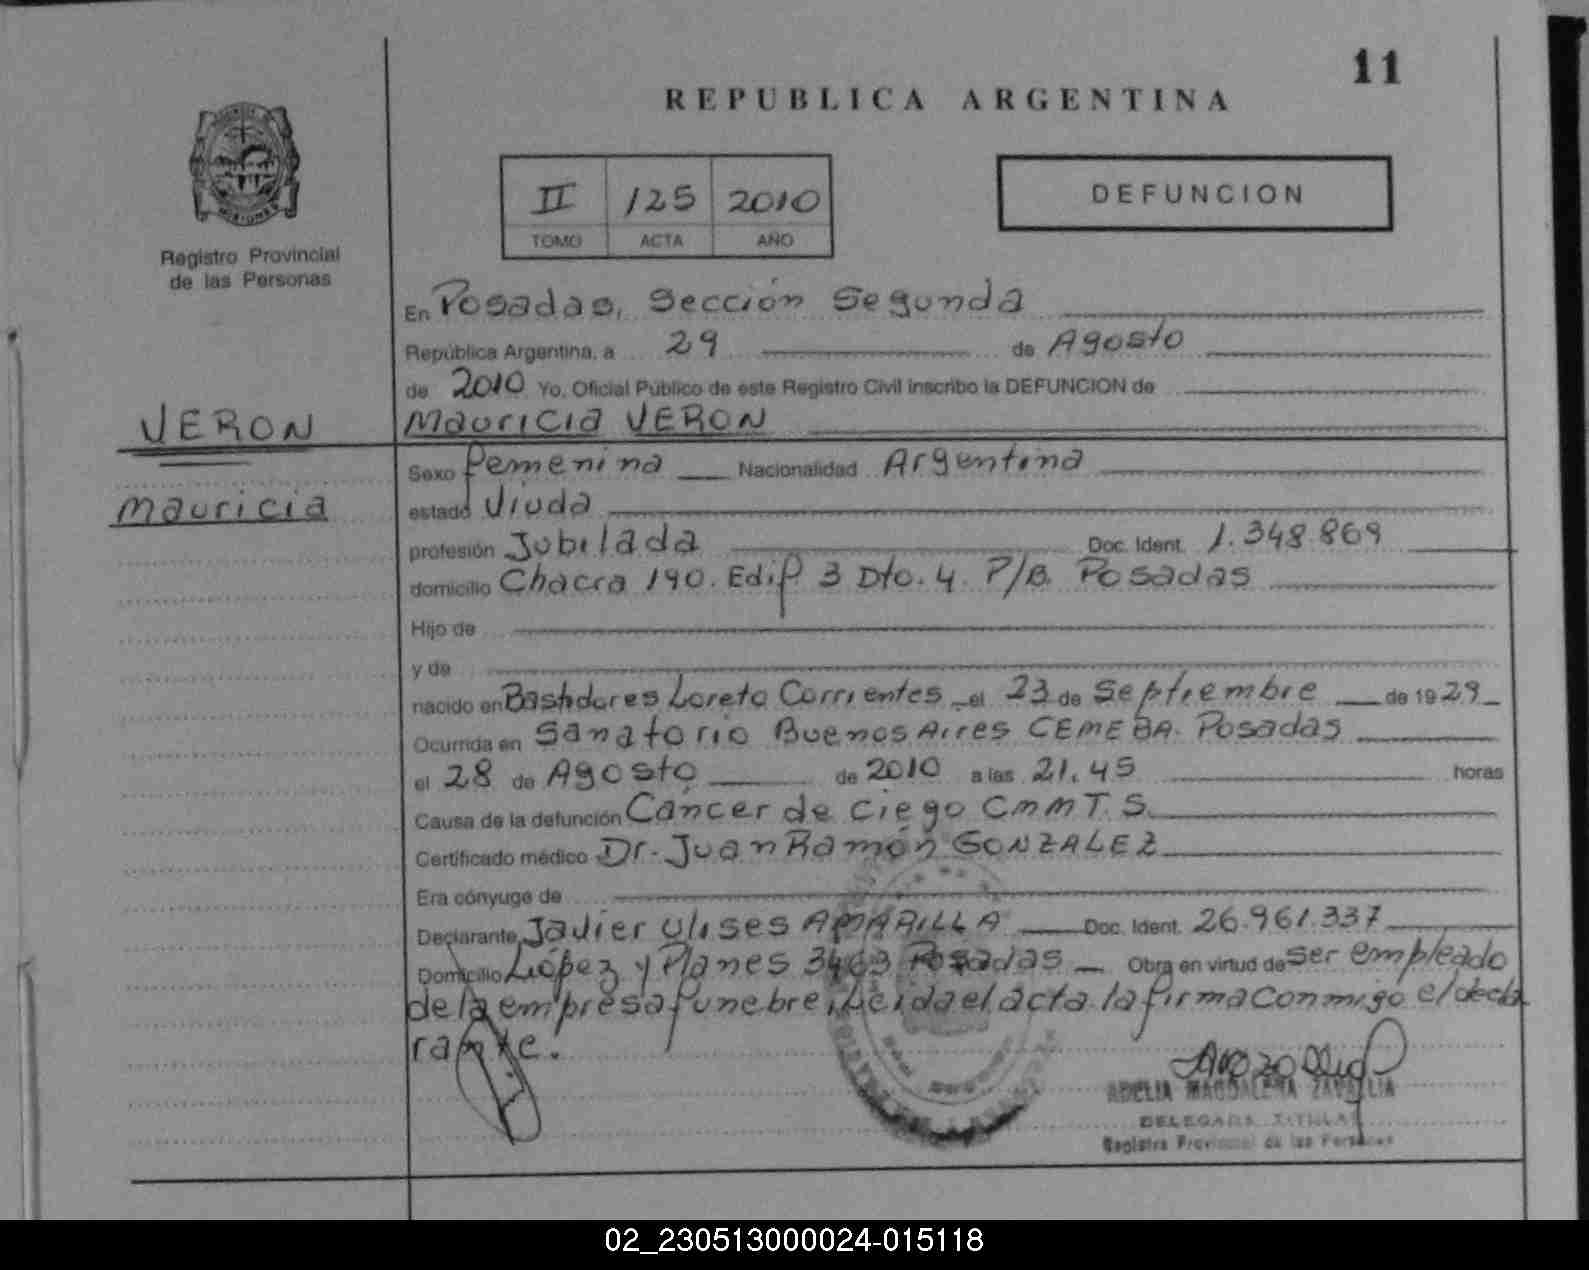 11
REPUBLICA ARGENTINA
II 125 2010
TOMO ACTA AÑO
DEFUNCION
Registro Provincial
de las Personas
En Posadas, Sección Segunda
República Argentina, a 29 de Agosto
de 2010 Yo, Oficial Público de este Registro Civil inscribo la DEFUNCION de
VERON
Mauricia VERON
Sexo Femenina Nacionalidad Argentina
Mauricia
estado Viuda
profesión Jubilada Doc. Ident. 1.348.869
domicilio Chacra 190. Edif 3 Dto. 4. P/B. Posadas
Hijo de
y de
nacido en Bastidores Loreto Corrientes el 23 de Septiembre de 1929
Ocurrida en Sanatorio Buenos Aires CEMEBA. Posadas
el 28 de Agosto de 2010 a las 21,45 horas
Causa de la defunción Cáncer de Ciego CMMT.S.
Certificado médico Dr. Juan Ramón GONZALEZ
Era cónyuge de
Declarante Javier Ulises AMARILLA Doc. Ident. 26.961.337
Domicilio López y Planes 3463 Posadas Obra en virtud de ser empleado
de la empresa funebre, Leida el acta la firma Conmigo el decla
rante.
ADELIA MAGDALENA
DELEGADA TITULAR
Registro Provincial de las Personas
02_230513000024-015118